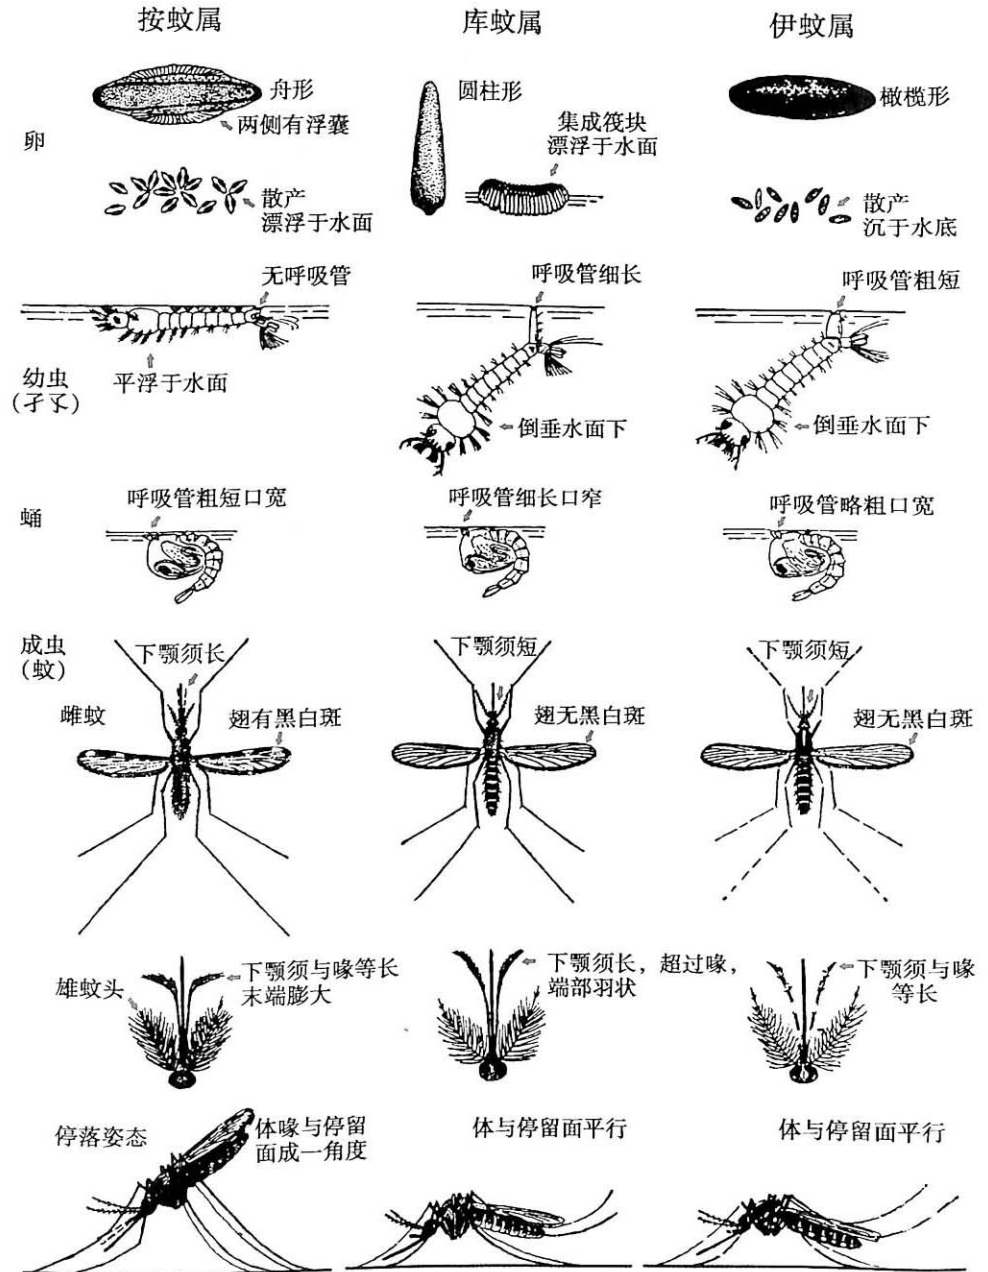 按蚊属
库蚊属
伊蚊属
卵
舟形
两侧有浮囊
圆柱形
集成筏块
漂浮于水面
橄榄形
散产
漂浮于水面
散产
沉于水底
幼虫
(孑孓)
无呼吸管
平浮于水面
呼吸管细长
倒垂水面下
呼吸管粗短
倒垂水面下
蛹
呼吸管粗短口宽
呼吸管细长口窄
呼吸管略粗口宽
成虫
(蚊)
雌蚊
下颚须长
翅有黑白斑
下颚须短
翅无黑白斑
下颚须短
翅无黑白斑
雄蚊头
下颚须与喙等长
末端膨大
下颚须长，超过喙，
端部羽状
下颚须与喙
等长
停落姿态
体喙与停留
面成一角度
体与停留面平行
体与停留面平行